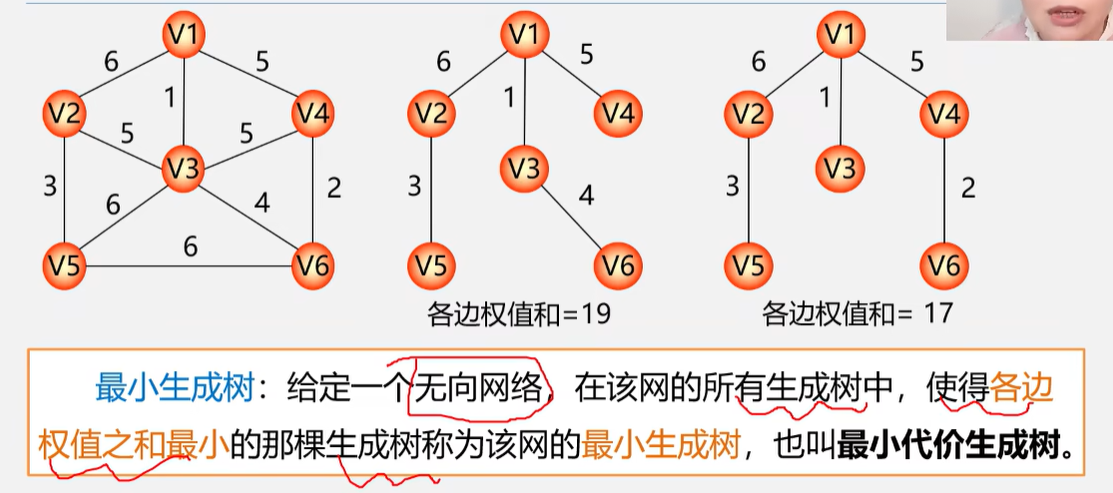 V1 V1 V1
6 5 6 5 6 5
1 1 1
V2 V4 V2 V4 V2 V4
5 5
V3 V3 V3
3 2 3 4 3 2
6 4
6
V5 V6 V5 V6 V5 V6
各边权值和=19 各边权值和= 17
最小生成树：给定一个无向网络，在该网的所有生成树中，使得各边
权值之和最小的那棵生成树称为该网的最小生成树，也叫最小代价生成树。